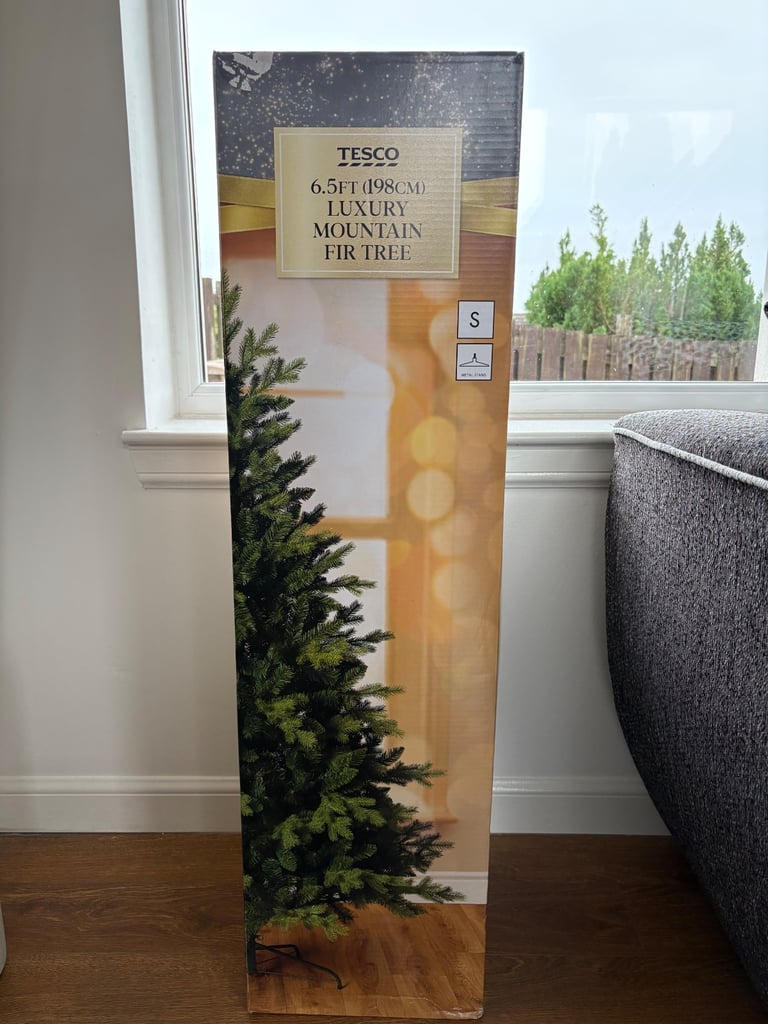 TESCO
6.5FT (198CM)
LUXURY
MOUNTAIN
FIR TREE
S
METAL STAND